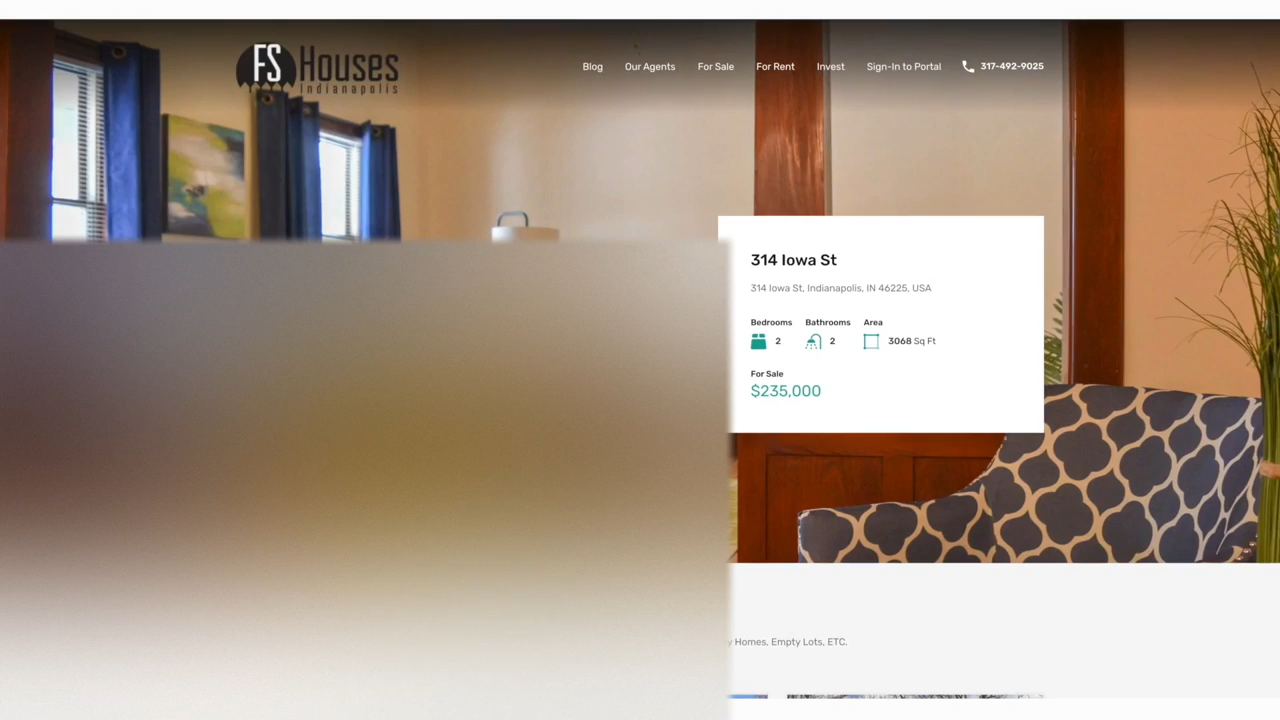 FS Houses
Indianapolis
Blog Our Agents For Sale For Rent Invest Sign-In to Portal 317-492-9025
314 Iowa St
314 Iowa St, Indianapolis, IN 46225, USA
Bedrooms Bathrooms Area
2 2 3068 Sq Ft
For Sale
$235,000
Homes, Empty Lots, ETC.